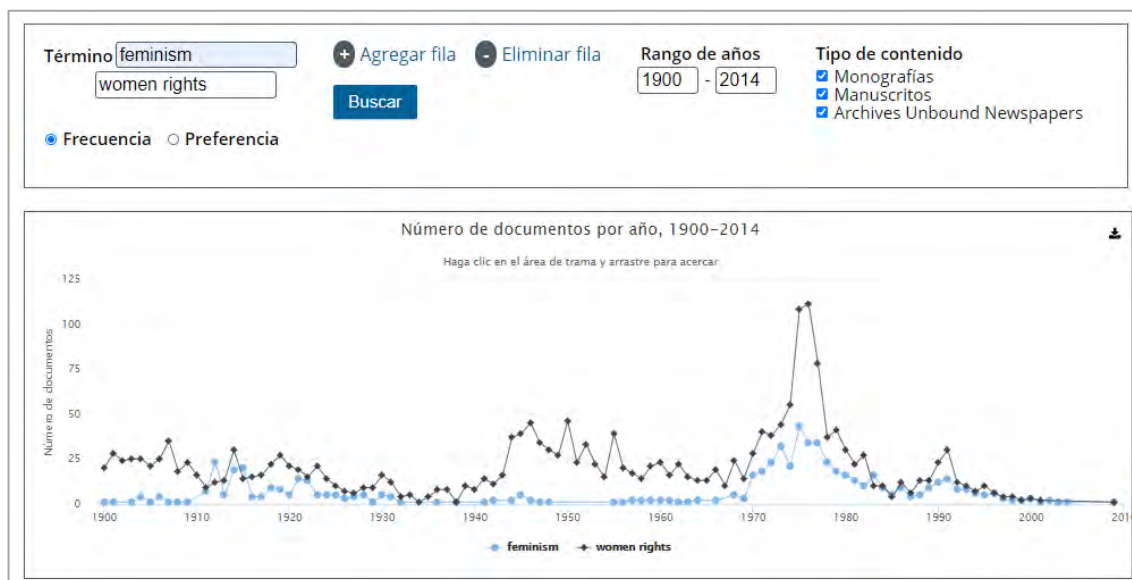 Término feminism
women rights
+ Agregar fila - Eliminar fila
Buscar
Frecuencia Preferencia
Rango de años
1900 - 2014
Tipo de contenido
Monografías
Manuscritos
Archives Unbound Newspapers
Número de documentos por año, 1900-2014
Haga clic en el área de trama y arrastre para acercar
Número de documentos
125
100
75
50
25
0
1900 1910 1920 1930 1940 1950 1960 1970 1980 1990 2000 2010
feminism women rights